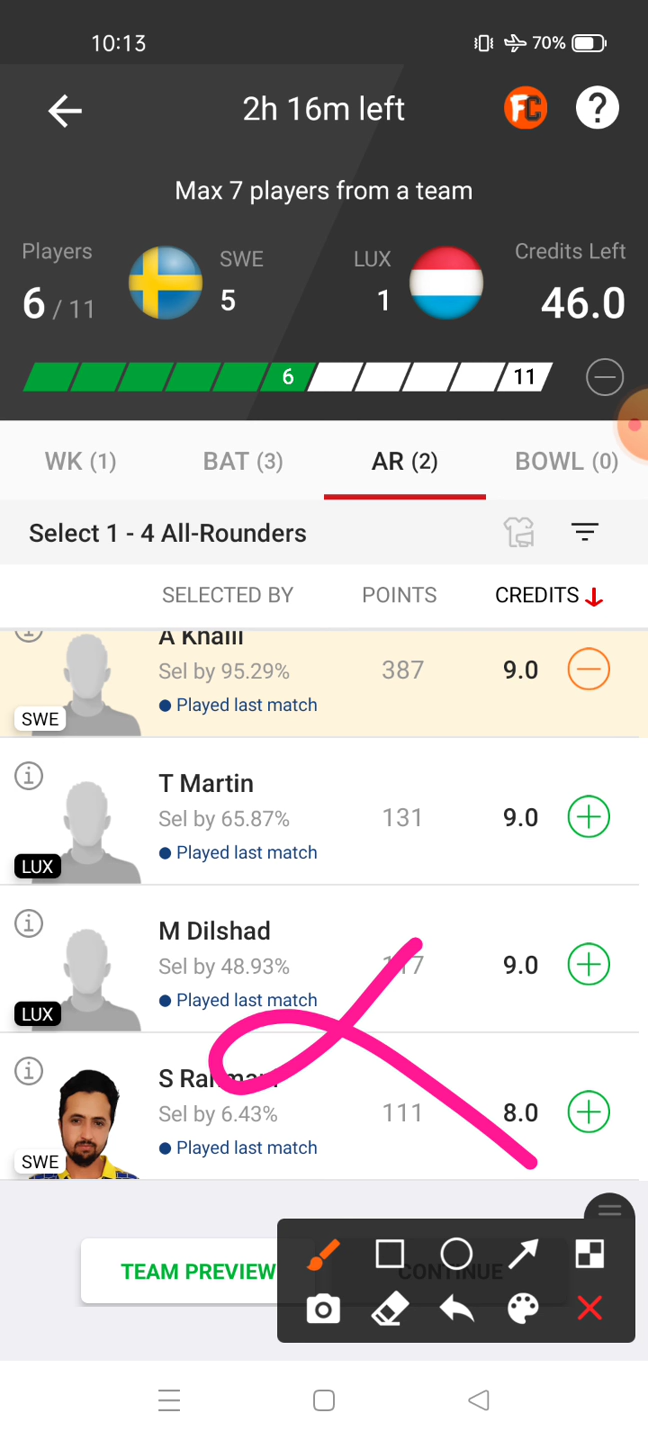 10:13
70%
2h 16m left
FC
?
Max 7 players from a team
Players
SWE
LUX
Credits Left
6 / 11
5
1
46.0
6
11
WK (1)
BAT (3)
AR (2)
BOWL (0)
Select 1 - 4 All-Rounders
SELECTED BY
POINTS
CREDITS
A Khalil
Sel by 95.29%
387
9.0
Played last match
SWE
T Martin
Sel by 65.87%
131
9.0
Played last match
LUX
M Dilshad
Sel by 48.93%
9.0
Played last match
LUX
S
Sel by 6.43%
111
8.0
Played last match
SWE
TEAM PREVIEW
CONTINUE